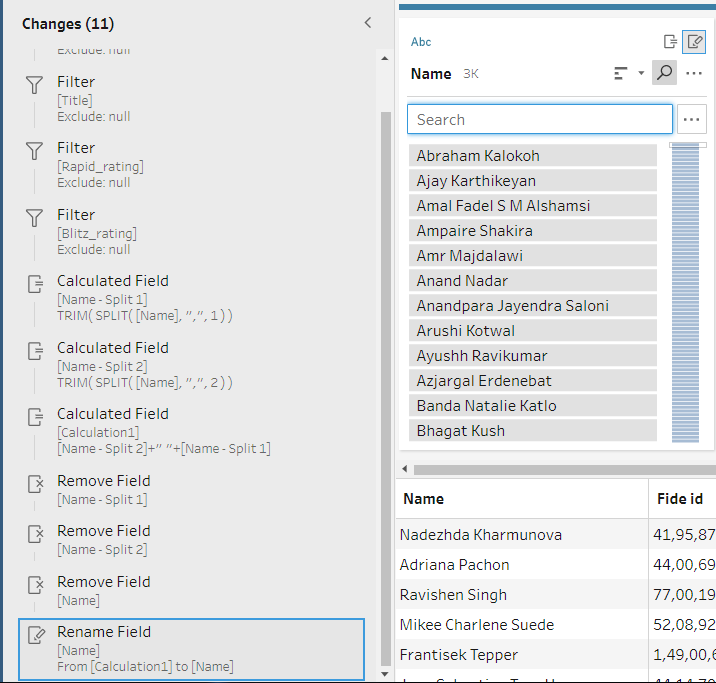 Changes (11)
Exclude: null
Filter
[Title]
Exclude: null
Filter
[Rapid_rating]
Exclude: null
Filter
[Blitz_rating]
Exclude: null
Calculated Field
[Name - Split 1]
TRIM( SPLIT( [Name], ",", 1 ) )
Calculated Field
[Name - Split 2]
TRIM( SPLIT( [Name], ",", 2 ) )
Calculated Field
[Calculation1]
[Name - Split 2]+" "+[Name - Split 1]
Remove Field
[Name - Split 1]
Remove Field
[Name - Split 2]
Remove Field
[Name]
Rename Field
[Name]
From [Calculation1] to [Name]
Abc
Name 3K
Search
Abraham Kalokoh
Ajay Karthikeyan
Amal Fadel S M Alshamsi
Ampaire Shakira
Amr Majdalawi
Anand Nadar
Anandpara Jayendra Saloni
Arushi Kotwal
Ayushh Ravikumar
Azjargal Erdenebat
Banda Natalie Katlo
Bhagat Kush
Name Fide id
Nadezhda Kharmunova 41,95,87
Adriana Pachon 44,00,69
Ravishen Singh 77,00,19
Mikee Charlene Suede 52,08,92
Frantisek Tepper 1,49,00,6